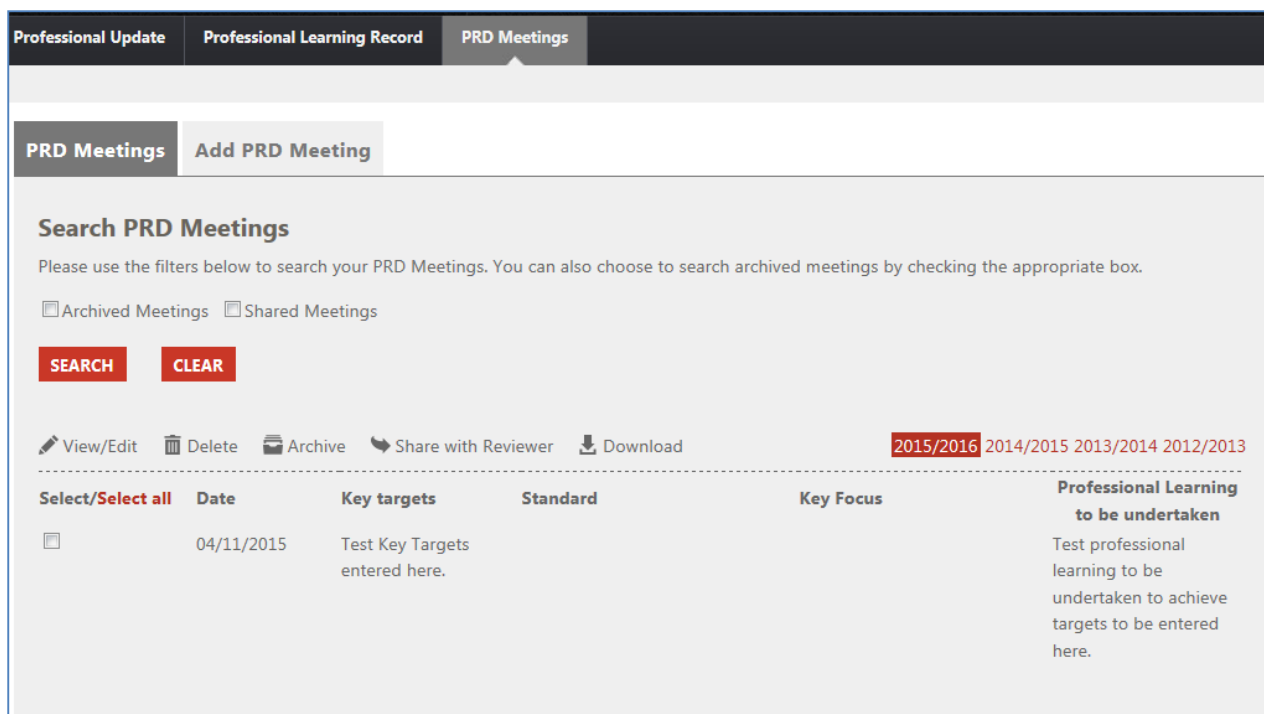 Professional Update Professional Learning Record PRD Meetings
PRD Meetings Add PRD Meeting
Search PRD Meetings
Please use the filters below to search your PRD Meetings. You can also choose to search archived meetings by checking the appropriate box.
Archived Meetings Shared Meetings
SEARCH CLEAR
View/Edit Delete Archive Share with Reviewer Download 2015/2016 2014/2015 2013/2014 2012/2013
Select/Select all Date Key targets Standard Key Focus Professional Learning
to be undertaken
04/11/2015 Test Key Targets
entered here.
Test professional
learning to be
undertaken to achieve
targets to be entered
here.